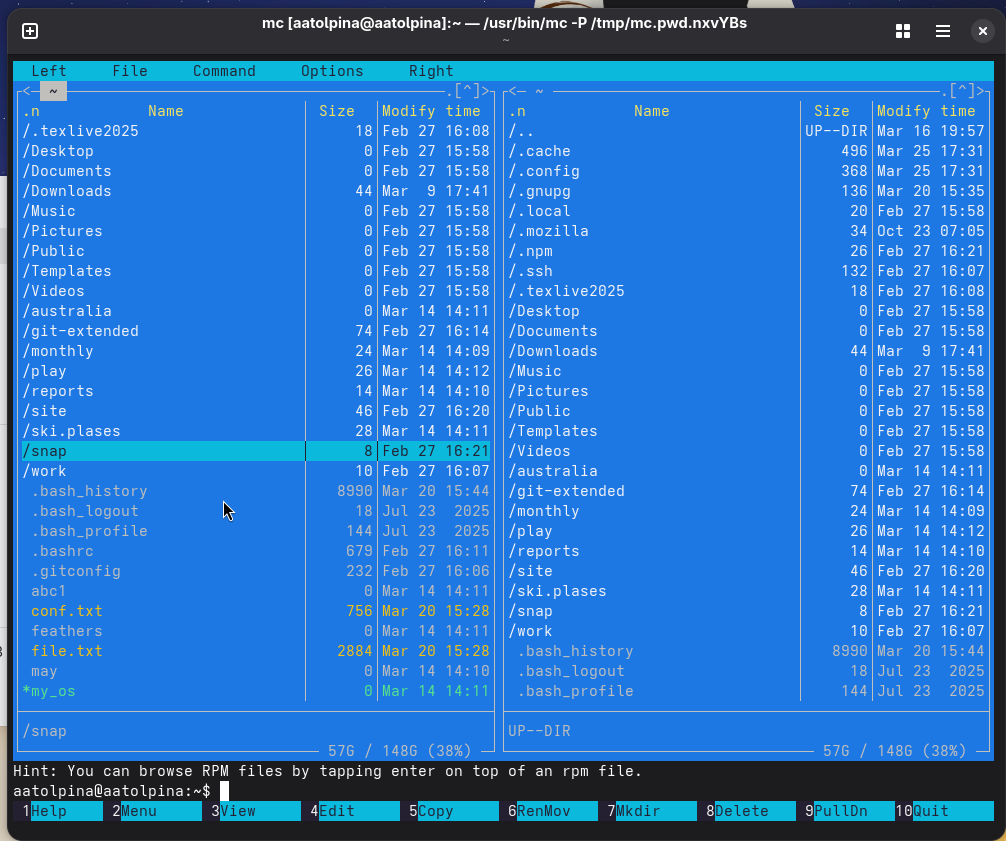 mc [aatolpina@aatolpina]:~ — /usr/bin/mc -P /tmp/mc.pwd.nxvYBs
~
Left File Command Options Right
<— ~ .[^]>
.n Name Size Modify time
/.texlive2025 18 Feb 27 16:08
/Desktop 0 Feb 27 15:58
/Documents 0 Feb 27 15:58
/Downloads 44 Mar 9 17:41
/Music 0 Feb 27 15:58
/Pictures 0 Feb 27 15:58
/Public 0 Feb 27 15:58
/Templates 0 Feb 27 15:58
/Videos 0 Feb 27 15:58
/australia 0 Mar 14 14:11
/git-extended 74 Feb 27 16:14
/monthly 24 Mar 14 14:09
/play 26 Mar 14 14:12
/reports 14 Mar 14 14:10
/site 46 Feb 27 16:20
/ski.plases 28 Mar 14 14:11
/snap 8 Feb 27 16:21
/work 10 Feb 27 16:07
.bash_history 8990 Mar 20 15:44
.bash_logout 18 Jul 23 2025
.bash_profile 144 Jul 23 2025
.bashrc 679 Feb 27 16:11
.gitconfig 232 Feb 27 16:06
abc1 0 Mar 14 14:11
conf.txt 756 Mar 20 15:28
feathers 0 Mar 14 14:11
file.txt 2884 Mar 20 15:28
may 0 Mar 14 14:10
*my_os 0 Mar 14 14:11
/snap
57G / 148G (38%)
<— ~ .[^]>
.n Name Size Modify time
/.. UP--DIR Mar 16 19:57
/.cache 496 Mar 25 17:31
/.config 368 Mar 25 17:31
/.gnupg 136 Mar 20 15:35
/.local 20 Feb 27 15:58
/.mozilla 34 Oct 23 07:05
/.npm 26 Feb 27 16:21
/.ssh 132 Feb 27 16:07
/.texlive2025 18 Feb 27 16:08
/Desktop 0 Feb 27 15:58
/Documents 0 Feb 27 15:58
/Downloads 44 Mar 9 17:41
/Music 0 Feb 27 15:58
/Pictures 0 Feb 27 15:58
/Public 0 Feb 27 15:58
/Templates 0 Feb 27 15:58
/Videos 0 Feb 27 15:58
/australia 0 Mar 14 14:11
/git-extended 74 Feb 27 16:14
/monthly 24 Mar 14 14:09
/play 26 Mar 14 14:12
/reports 14 Mar 14 14:10
/site 46 Feb 27 16:20
/ski.plases 28 Mar 14 14:11
/snap 8 Feb 27 16:21
/work 10 Feb 27 16:07
.bash_history 8990 Mar 20 15:44
.bash_logout 18 Jul 23 2025
.bash_profile 144 Jul 23 2025
UP--DIR
57G / 148G (38%)
Hint: You can browse RPM files by tapping enter on top of an rpm file.
aatolpina@aatolpina:~$
1Help 2Menu 3View 4Edit 5Copy 6RenMov 7Mkdir 8Delete 9PullDn 10Quit